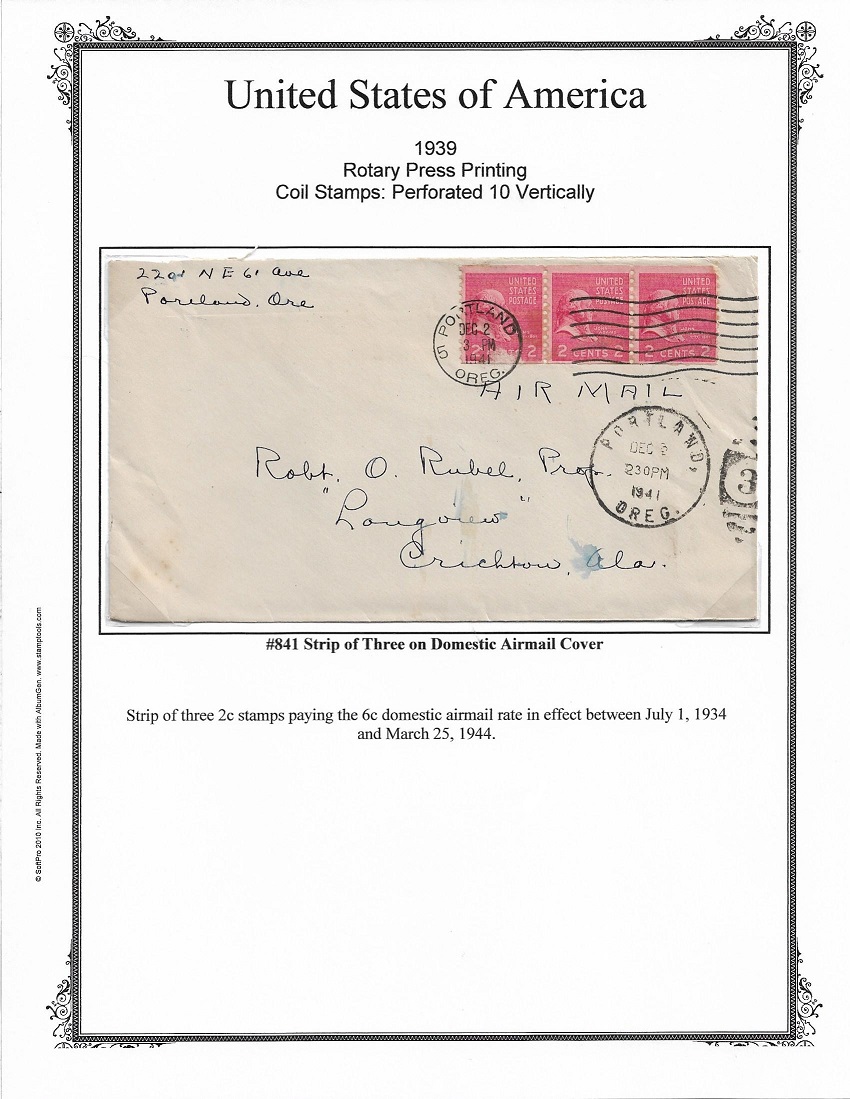 United States of America
1939
Rotary Press Printing
Coil Stamps: Perforated 10 Vertically
2201 NE 61 Ave
Portland, Ore
UNITED STATES POSTAGE
UNITED STATES POSTAGE
UNITED STATES POSTAGE
2
2 CENTS 2
2 CENTS 2
PORTLAND
DEC 2
3 PM
1941
5
OREG.
AIR MAIL
PORTLAND,
DEC 2
230PM
1941
OREG.
3
Robt. O. Rubel, Prop.
"Longview"
Crichton, Ala.
#841 Strip of Three on Domestic Airmail Cover
Strip of three 2c stamps paying the 6c domestic airmail rate in effect between July 1, 1934
and March 25, 1944.
© SoftPro 2010 Inc. All Rights Reserved. Made with AlbumGen. www.stamptools.com